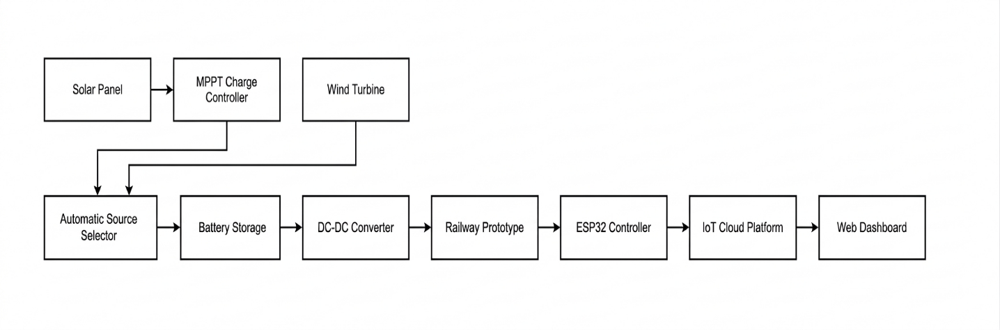 Solar Panel
MPPT Charge
Controller
Wind Turbine
Automatic Source
Selector
Battery Storage
DC-DC Converter
Railway Prototype
ESP32 Controller
IoT Cloud Platform
Web Dashboard